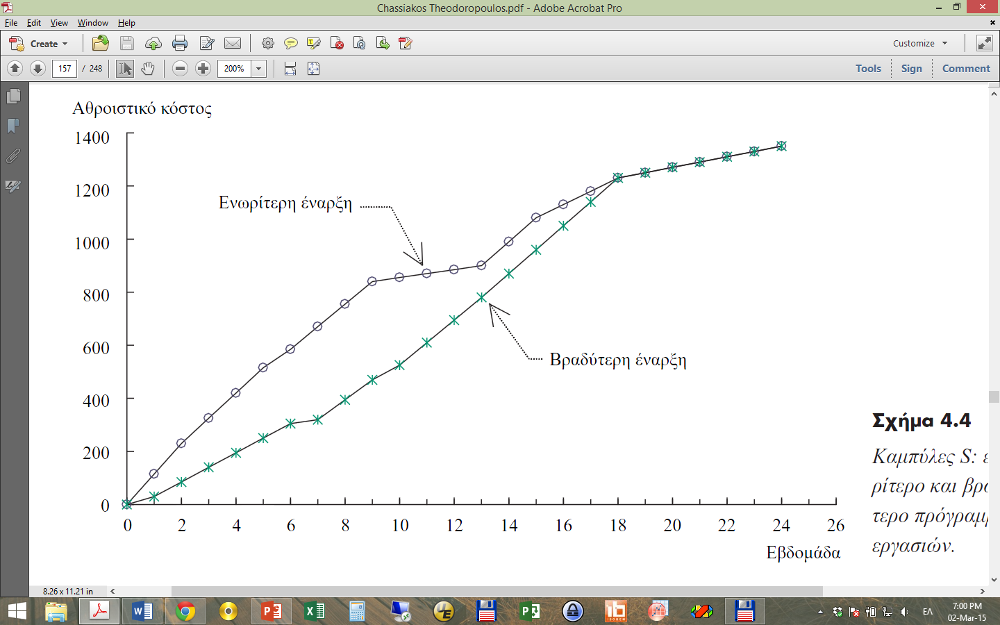 Chassiakos Theodoropoulos.pdf - Adobe Acrobat Pro
File Edit View Window Help
Create
Customize
157 / 248
200%
Tools Sign Comment
Αθροιστικό κόστος
1400
1200
1000
800
600
400
200
0
Ενωρίτερη έναρξη
Βραδύτερη έναρξη
0 2 4 6 8 10 12 14 16 18 20 22 24 26
Εβδομάδα
Σχήμα 4.4
Καμπύλες S: ε
ρίτερο και βρα
τερο πρόγραμμ
εργασιών.
8.26 x 11.21 in
ΕΛ
7:00 PM
02-Mar-15